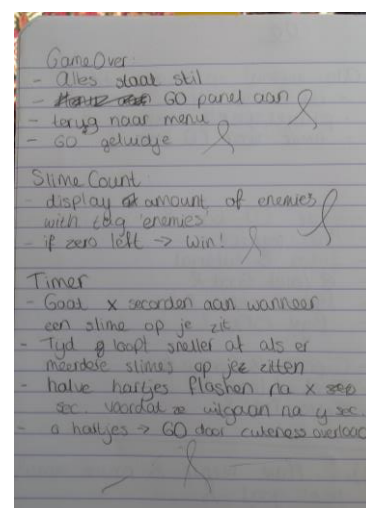 GameOver:
- Alles staat stil
- GO panel aan
- terug naar menu
- GO geluidje
Slime Count
- display amount of enemies
with tag 'enemies'
- if zero left -> Win!
Timer
- Gaat x seconden aan wanneer
een slime op je zit
- Tyd loopt sneller af als er
meerdere slimes op je zitten
- halve hartjes flashen na x
sec. voordat ze uitgaan na y sec.
- 0 hartjes -> GO door cuteness overload